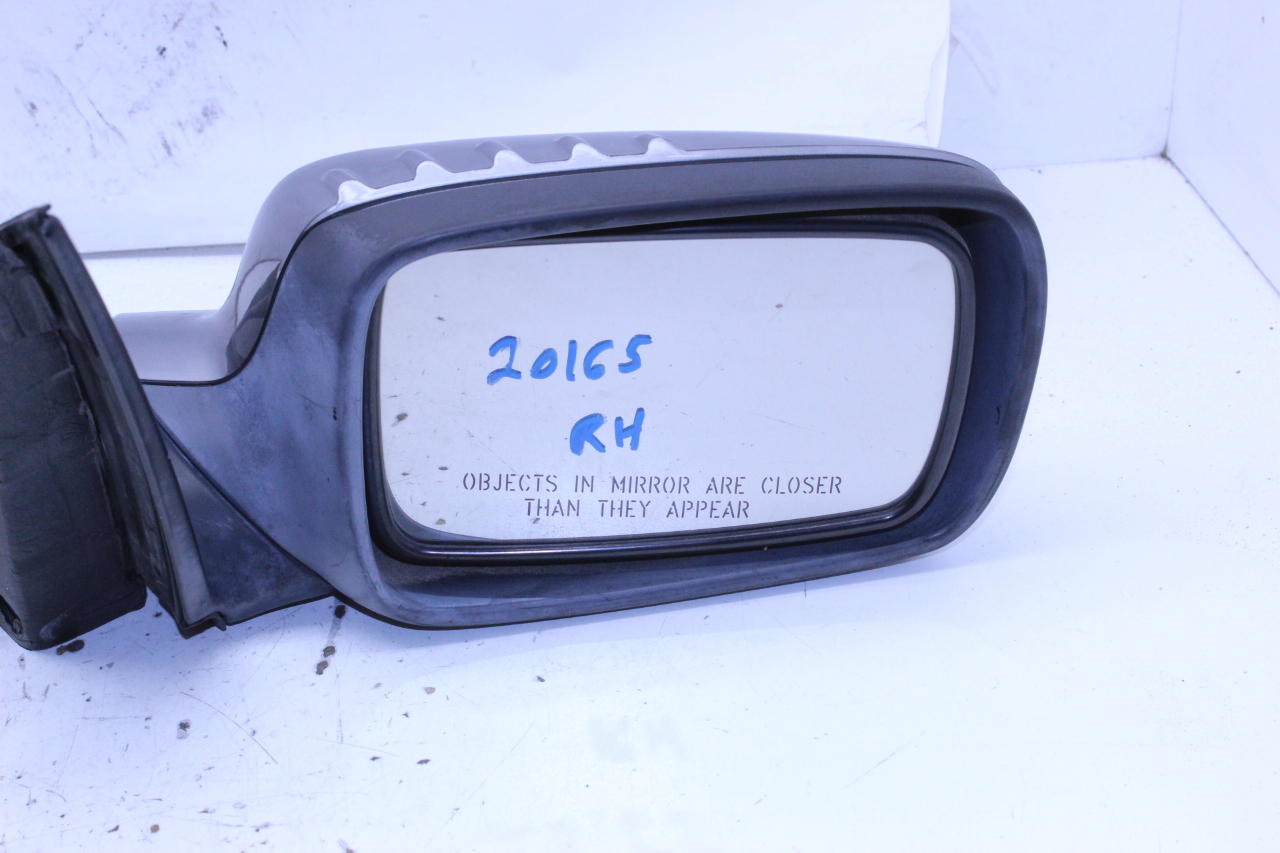 20165
RH
OBJECTS IN MIRROR ARE CLOSER
THAN THEY APPEAR